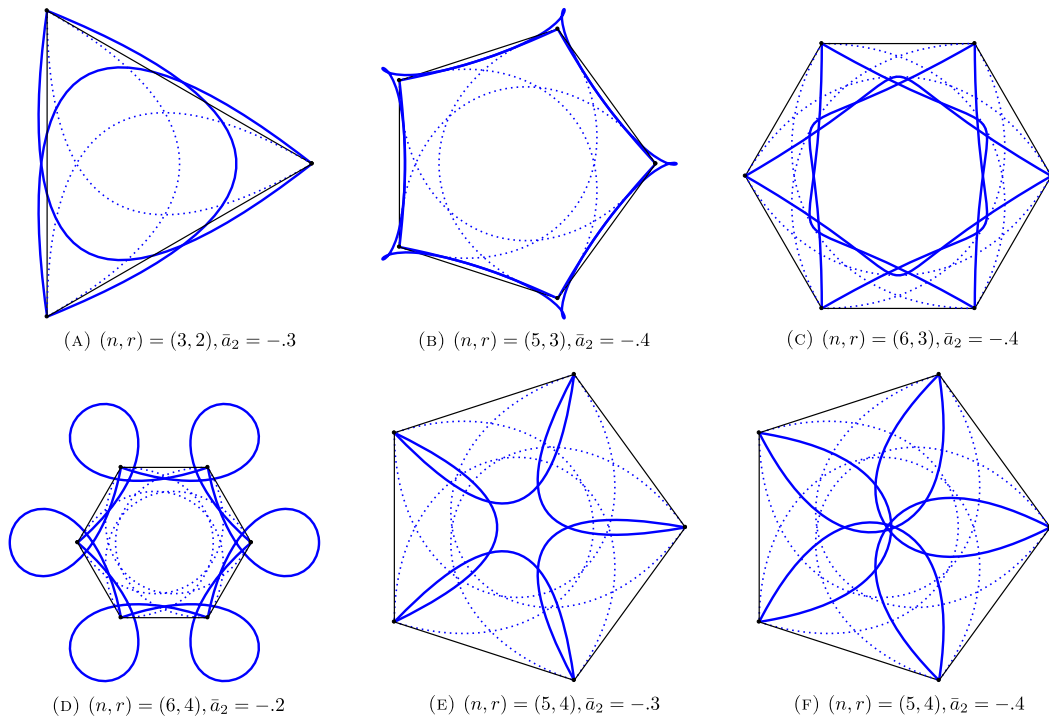 (A) (n, r) = (3, 2), ā₂ = −.3
(B) (n, r) = (5, 3), ā₂ = −.4
(C) (n, r) = (6, 3), ā₂ = −.4
(D) (n, r) = (6, 4), ā₂ = −.2
(E) (n, r) = (5, 4), ā₂ = −.3
(F) (n, r) = (5, 4), ā₂ = −.4